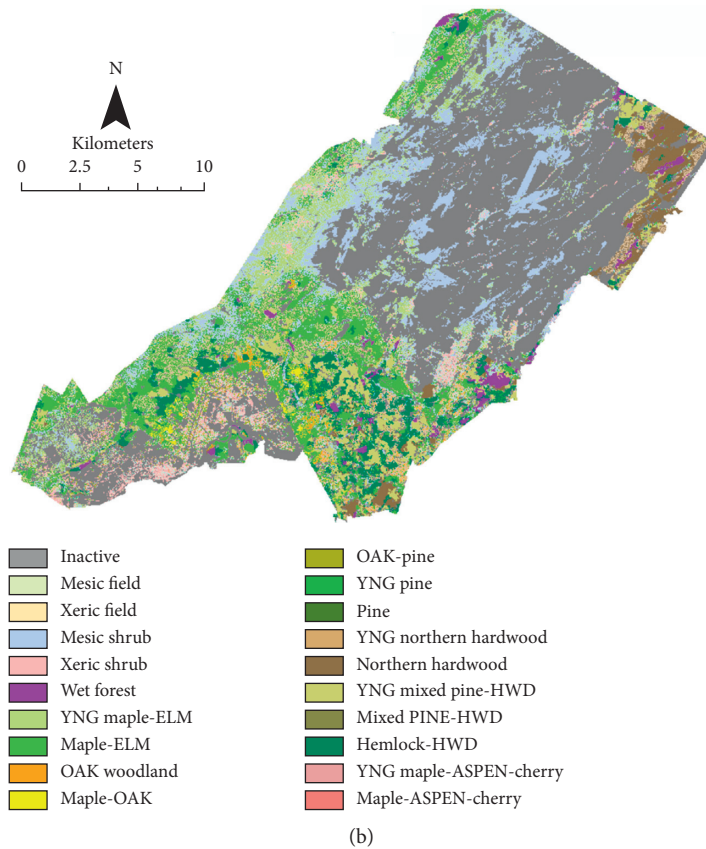 N
Kilometers
0 2.5 5 10
Inactive
Mesic field
Xeric field
Mesic shrub
Xeric shrub
Wet forest
YNG maple-ELM
Maple-ELM
OAK woodland
Maple-OAK
OAK-pine
YNG pine
Pine
YNG northern hardwood
Northern hardwood
YNG mixed pine-HWD
Mixed PINE-HWD
Hemlock-HWD
YNG maple-ASPEN-cherry
Maple-ASPEN-cherry
(b)